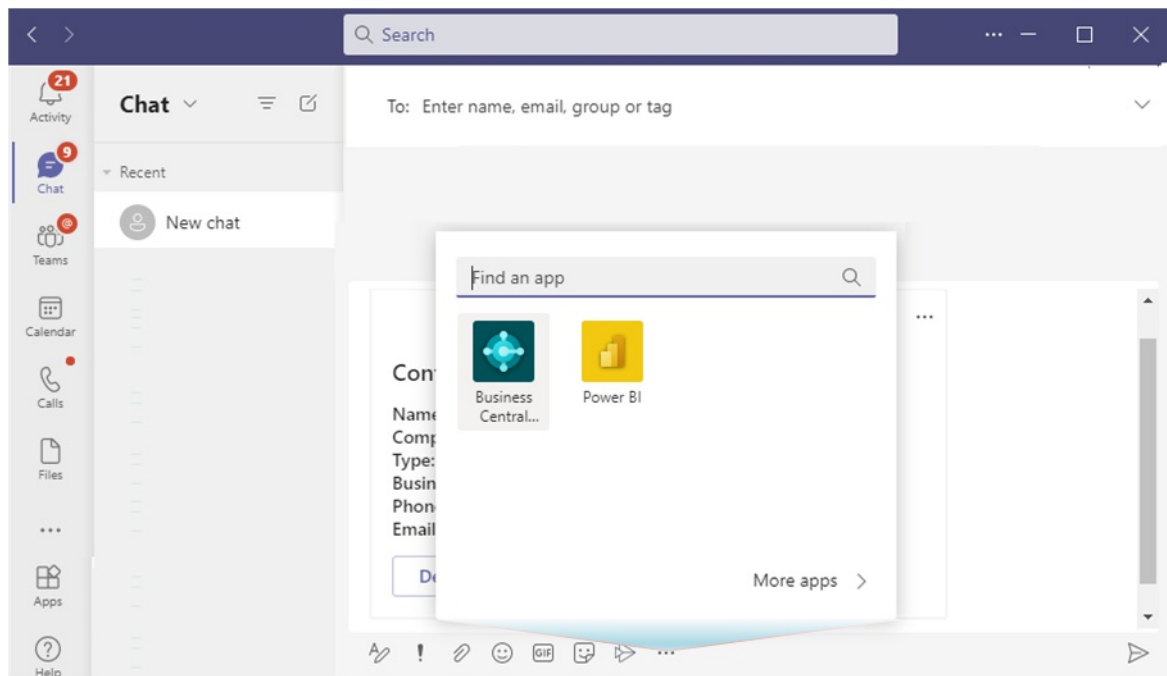 Search
21
Activity
Chat
To: Enter name, email, group or tag
9
Chat
Recent
New chat
@
Teams
Find an app
Calendar
Business
Central...
Power BI
Con
Name
Comp
Type:
Busin
Phon
Email
De
Calls
Files
Apps
More apps
Help
GIF